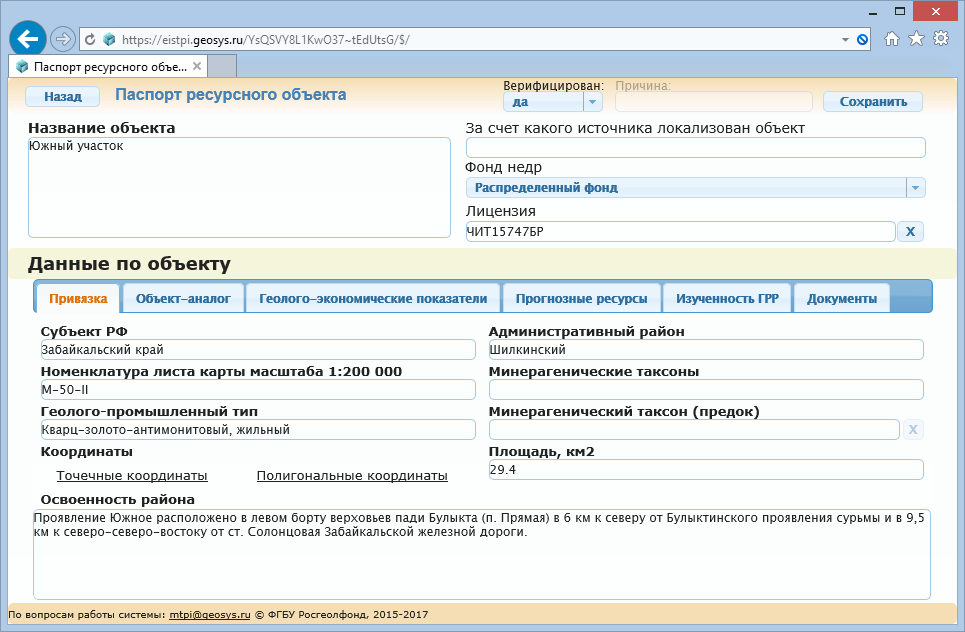 https://eistpi.geosys.ru/YsQSVY8L1KwO37~tEdUtsG/$/
Паспорт ресурсного объе...
Назад
Паспорт ресурсного объекта
Верифицирован:
да
Причина:
Сохранить
Название объекта
Южный участок
За счет какого источника локализован объект
Фонд недр
Распределенный фонд
Лицензия
ЧИТ15747БР
X
Данные по объекту
Привязка
Объект-аналог
Геолого-экономические показатели
Прогнозные ресурсы
Изученность ГРР
Документы
Субъект РФ
Забайкальский край
Административный район
Шилкинский
Номенклатура листа карты масштаба 1:200 000
M-50-II
Минерагенические таксоны
Геолого-промышленный тип
Кварц-золото-антимонитовый, жильный
Минерагенический таксон (предок)
X
Координаты
Точечные координаты
Полигональные координаты
Площадь, км2
29.4
Освоенность района
Проявление Южное расположено в левом борту верховьев пади Булыкта (п. Прямая) в 6 км к северу от Булыктинского проявления сурьмы и в 9,5
км к северо-северо-востоку от ст. Солонцовая Забайкальской железной дороги.
По вопросам работы системы: mtpi@geosys.ru © ФГБУ Росгеолфонд, 2015-2017